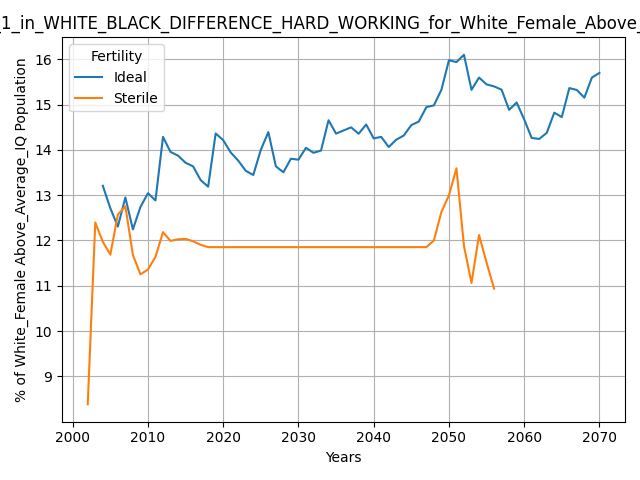 _1_in_WHITE_BLACK_DIFFERENCE_HARD_WORKING_for_White_Female_Above_
Fertility
Ideal
Sterile
% of White_Female Above_Average_IQ Population
16
15
14
13
12
11
10
9
2000 2010 2020 2030 2040 2050 2060 2070
Years